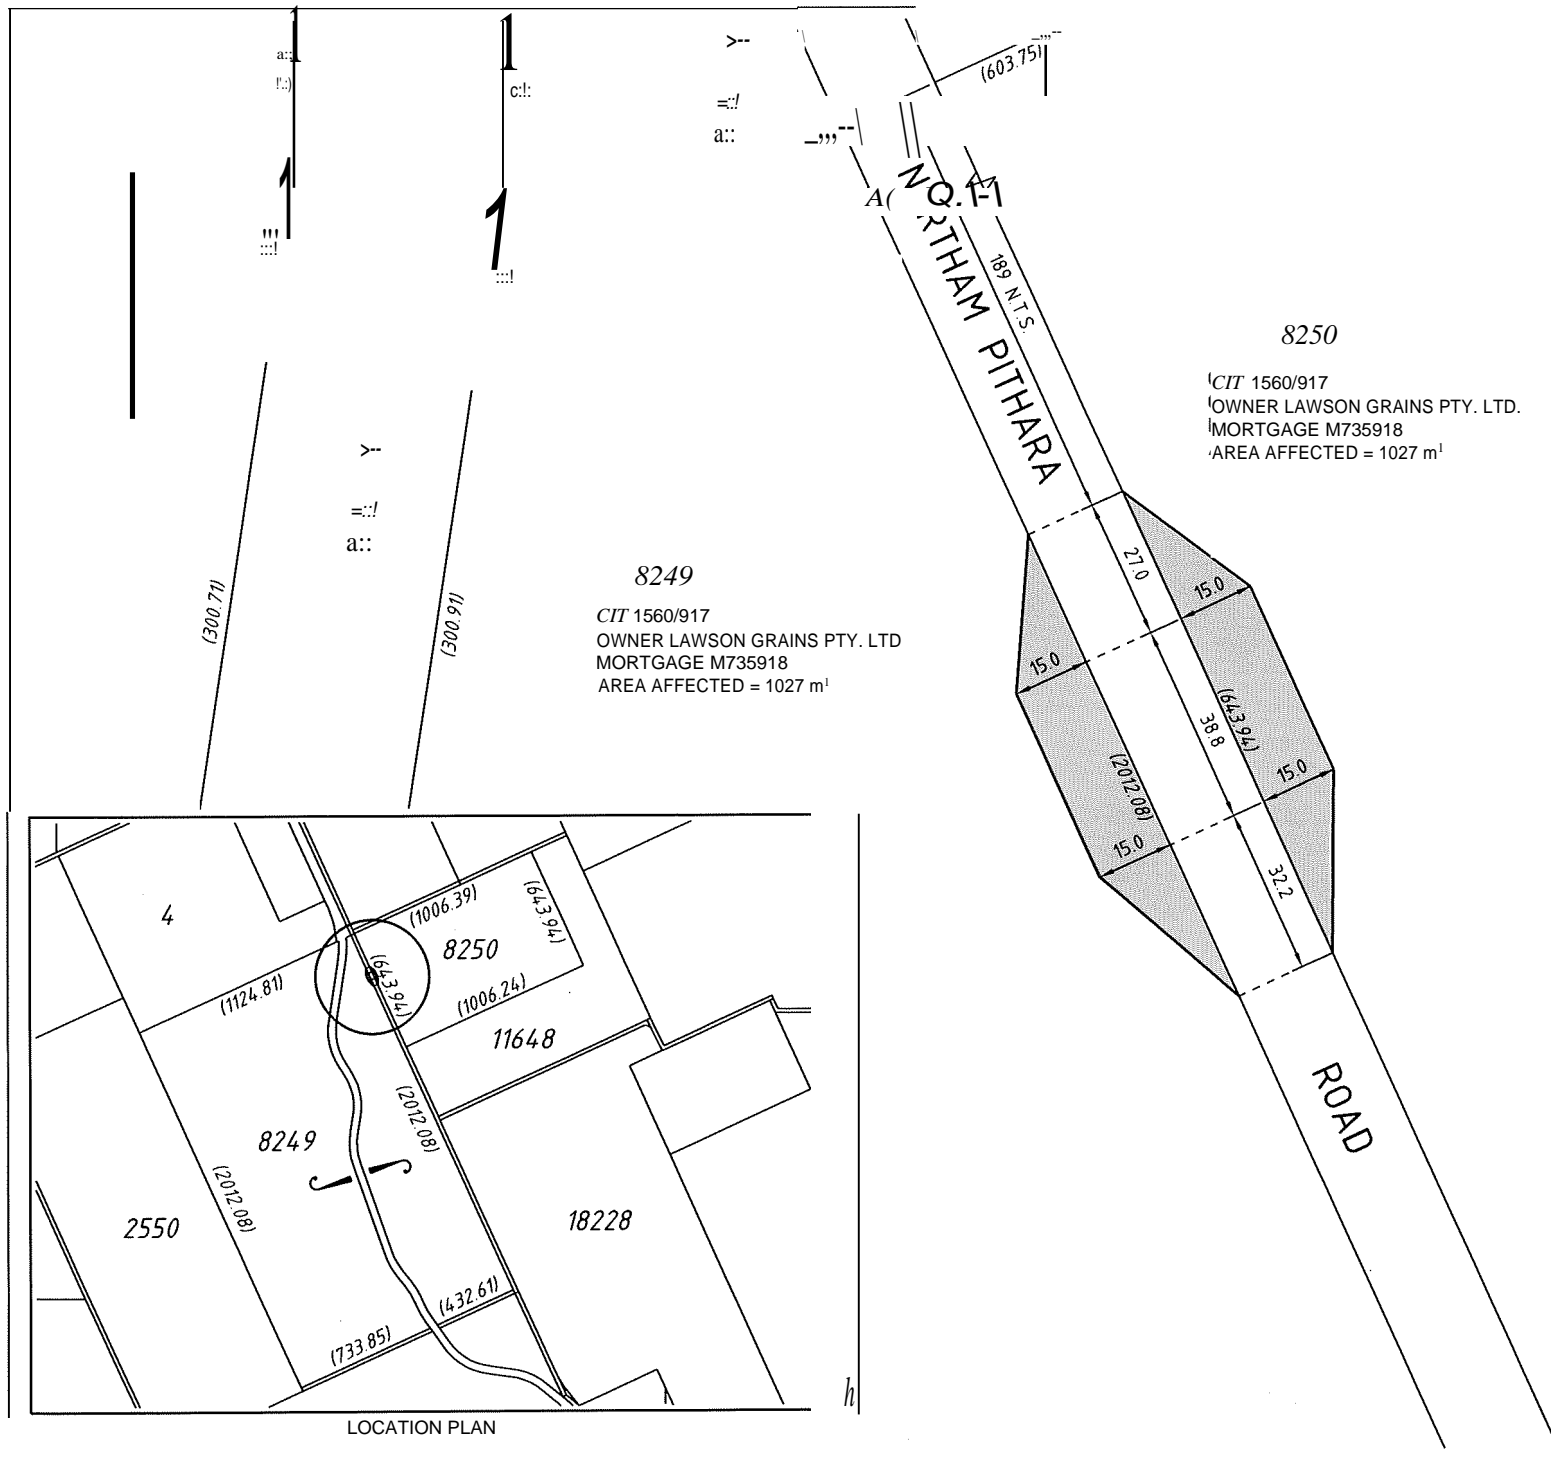 (603.75)
NORTHAM PITHARA
189 N.T.S.
8250
CIT 1560/917
OWNER LAWSON GRAINS PTY. LTD.
MORTGAGE M735918
AREA AFFECTED = 1027 m¹
(300.71)
(300.91)
8249
CIT 1560/917
OWNER LAWSON GRAINS PTY. LTD
MORTGAGE M735918
AREA AFFECTED = 1027 m¹
27.0
15.0
15.0
38.8
(643.94)
(2012.08)
15.0
15.0
32.2
ROAD
4
(1006.39)
(643.94)
8250
(643.94)
(1124.81)
(1006.24)
11648
(2012.08)
8249
(2012.08)
2550
18228
(432.61)
(733.85)
h
LOCATION PLAN